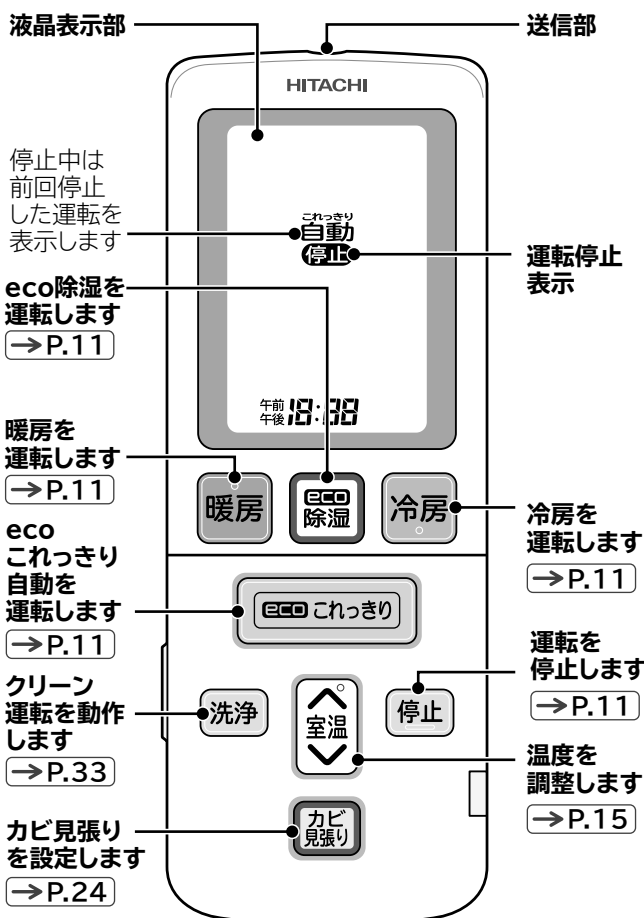 液晶表示部
送信部
HITACHI
停止中は
前回停止
した運転を
表示します
これっきり
自動
停止
運転停止
表示
eco除湿を
運転します
→P.11
午前
午後
18:88
暖房を
運転します
→P.11
暖房
eco
除湿
冷房
冷房を
運転します
→P.11
eco
これっきり
自動を
運転します
→P.11
eco これっきり
運転を
停止します
→P.11
クリーン
運転を動作
します
→P.33
洗浄
室温
停止
温度を
調整します
→P.15
カビ見張り
を設定します
→P.24
カビ
見張り